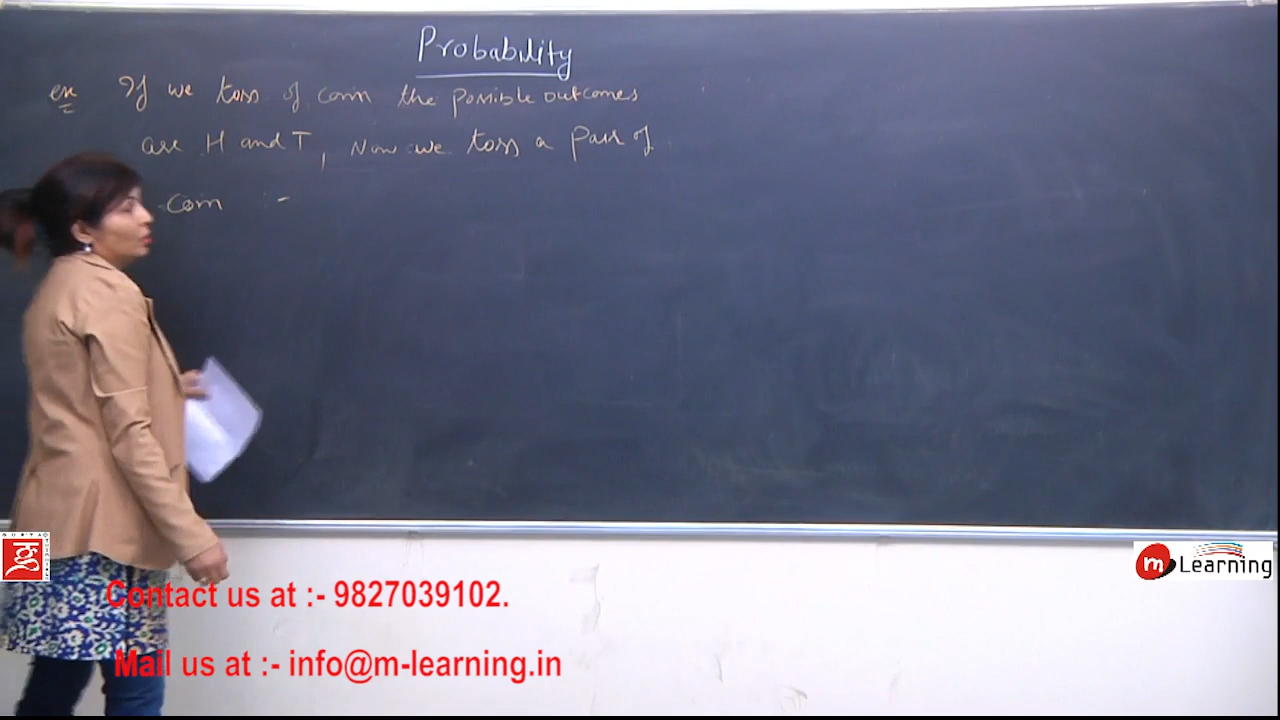 Probability
ex If we toss of coin the possible outcomes
are H and T, Now we toss a pair of
coin :-
m Learning
Contact us at :- 9827039102.
Mail us at :- info@m-learning.in